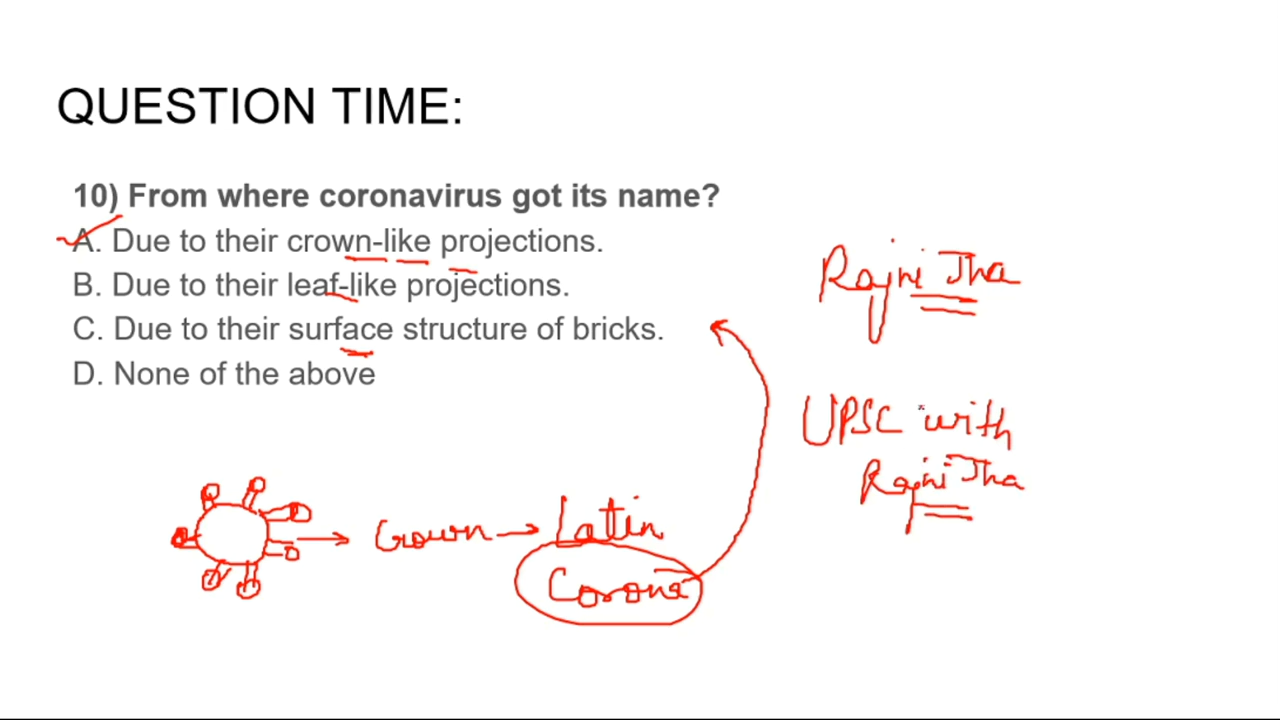 QUESTION TIME:
10) From where coronavirus got its name?
A. Due to their crown-like projections.
B. Due to their leaf-like projections.
C. Due to their surface structure of bricks.
D. None of the above
Rajni Jha
UPSC with
Rajni Jha
Crown → Latin
Corona